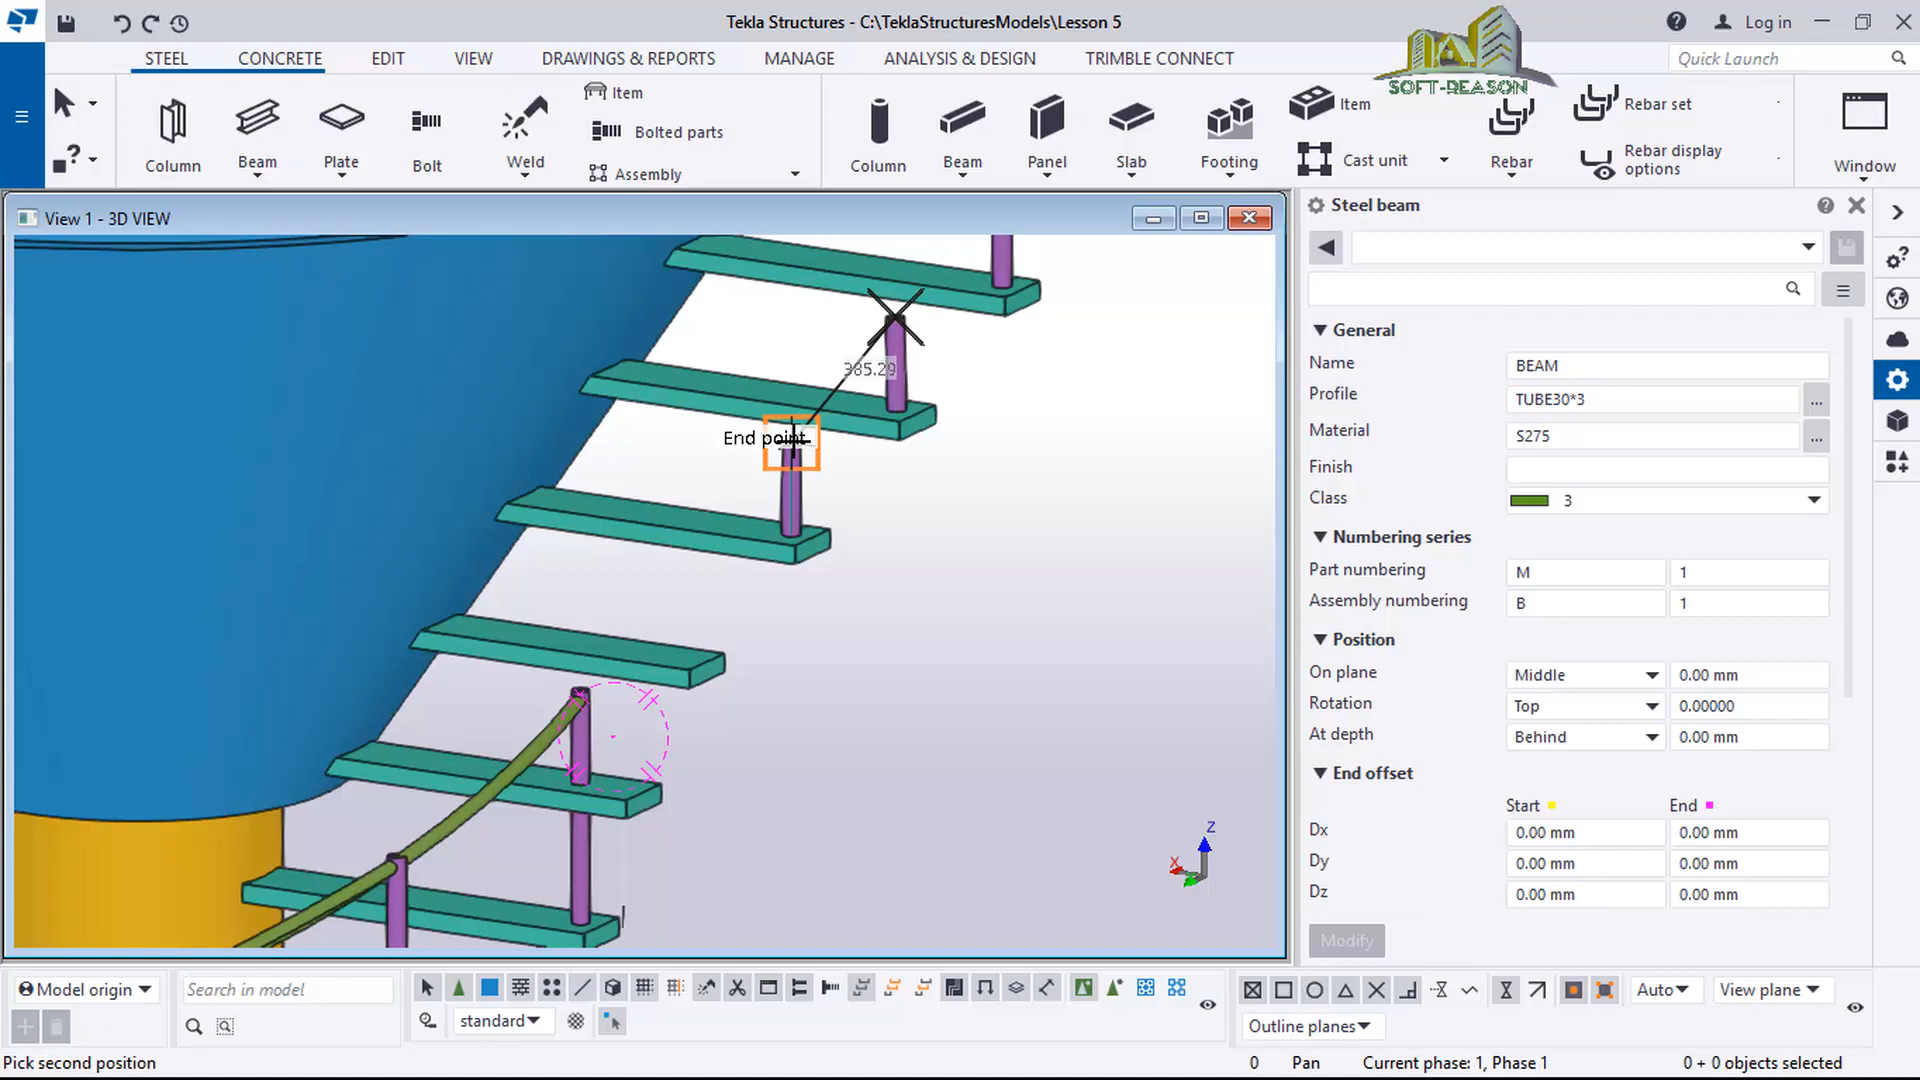 Tekla Structures - C:\TeklaStructuresModels\Lesson 5
Log in
STEEL CONCRETE EDIT VIEW DRAWINGS & REPORTS MANAGE ANALYSIS & DESIGN TRIMBLE CONNECT
Quick Launch
SOFT-REASON
Column Beam Plate Bolt Weld
Item
Bolted parts
Assembly
Column Beam Panel Slab Footing
Item
Cast unit
Rebar
Rebar set
Rebar display options
Window
View 1 - 3D VIEW
385.29
End point
Z
X
Steel beam
General
Name BEAM
Profile TUBE30*3 ...
Material S275 ...
Finish
Class 3
Numbering series
Part numbering M 1
Assembly numbering B 1
Position
On plane Middle 0.00 mm
Rotation Top 0.00000
At depth Behind 0.00 mm
End offset
Start End
Dx 0.00 mm 0.00 mm
Dy 0.00 mm 0.00 mm
Dz 0.00 mm 0.00 mm
Modify
Model origin
Search in model
standard
Auto
View plane
Outline planes
Pick second position
0 Pan Current phase: 1, Phase 1 0 + 0 objects selected